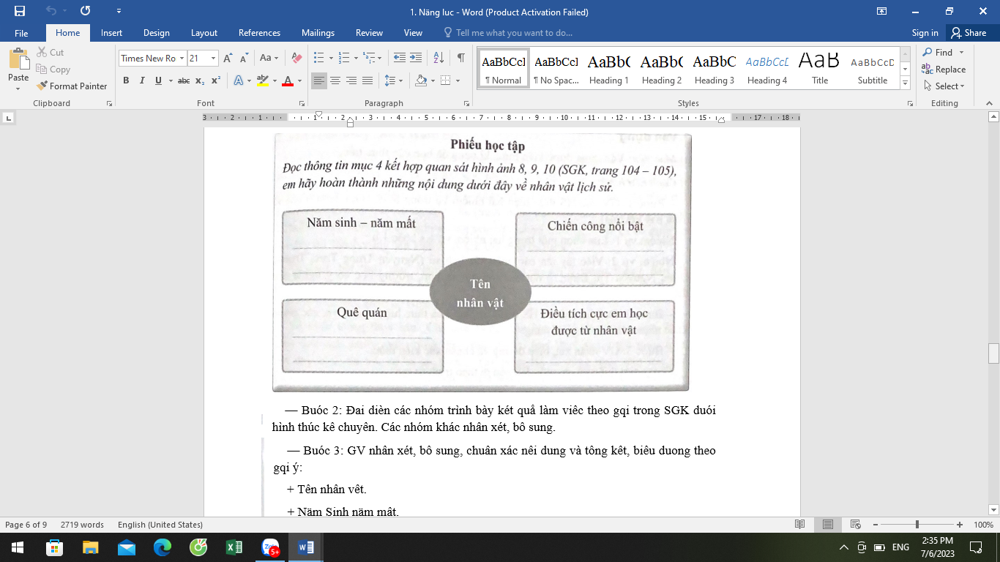 1. Năng luc - Word (Product Activation Failed)
File Home Insert Design Layout References Mailings Review View Tell me what you want to do... Sign in Share
Paste
Cut
Copy
Format Painter
Clipboard
Times New Ro 21
Font
Paragraph
AaBbCcI AaBbCcI AaBbC AaBbC AaBbC AaBbCcD AaB AaBbCcD
¶ Normal ¶ No Spac... Heading 1 Heading 2 Heading 3 Heading 4 Title Subtitle
Styles
Find
Replace
Select
Editing
3 2 1 1 2 3 4 5 6 7 8 9 10 11 12 13 14 15 17 18
Phiếu học tập
Đọc thông tin mục 4 kết hợp quan sát hình ảnh 8, 9, 10 (SGK, trang 104 – 105),
em hãy hoàn thành những nội dung dưới đây về nhân vật lịch sử.
Năm sinh – năm mất
Chiến công nổi bật
Tên
nhân vật
Quê quán
Điều tích cực em học
được từ nhân vật
— Buóc 2: Đai dièn các nhóm trình bày két quả làm viêc theo gqi trong SGK duói
hình thúc kê chuyên. Các nhóm khác nhân xét, bô sung.
— Buóc 3: GV nhân xét, bô sung, chuân xác nêi dung và tông kêt, biêu duong theo
gqi ý:
+ Tên nhân vêt.
+ Năm Sinh năm mât.
Page 6 of 9 2719 words English (United States) 100%
5+
ENG
2:35 PM
7/6/2023